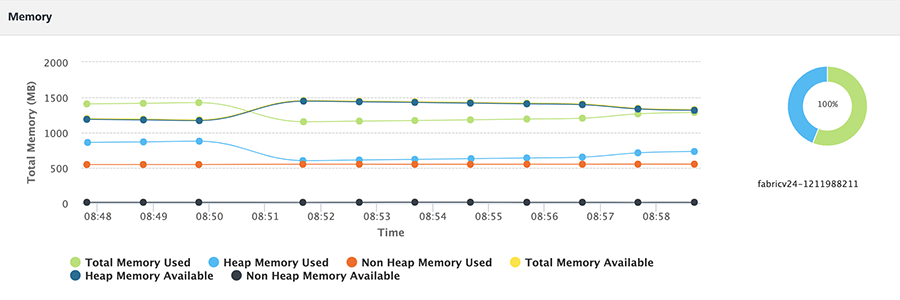 Memory
Total Memory (MB)
2000
1500
1000
500
0
08:48 08:49 08:50 08:51 08:52 08:53 08:54 08:55 08:56 08:57 08:58
Time
Total Memory Used Heap Memory Used Non Heap Memory Used Total Memory Available
Heap Memory Available Non Heap Memory Available
100%
fabricv24-1211988211